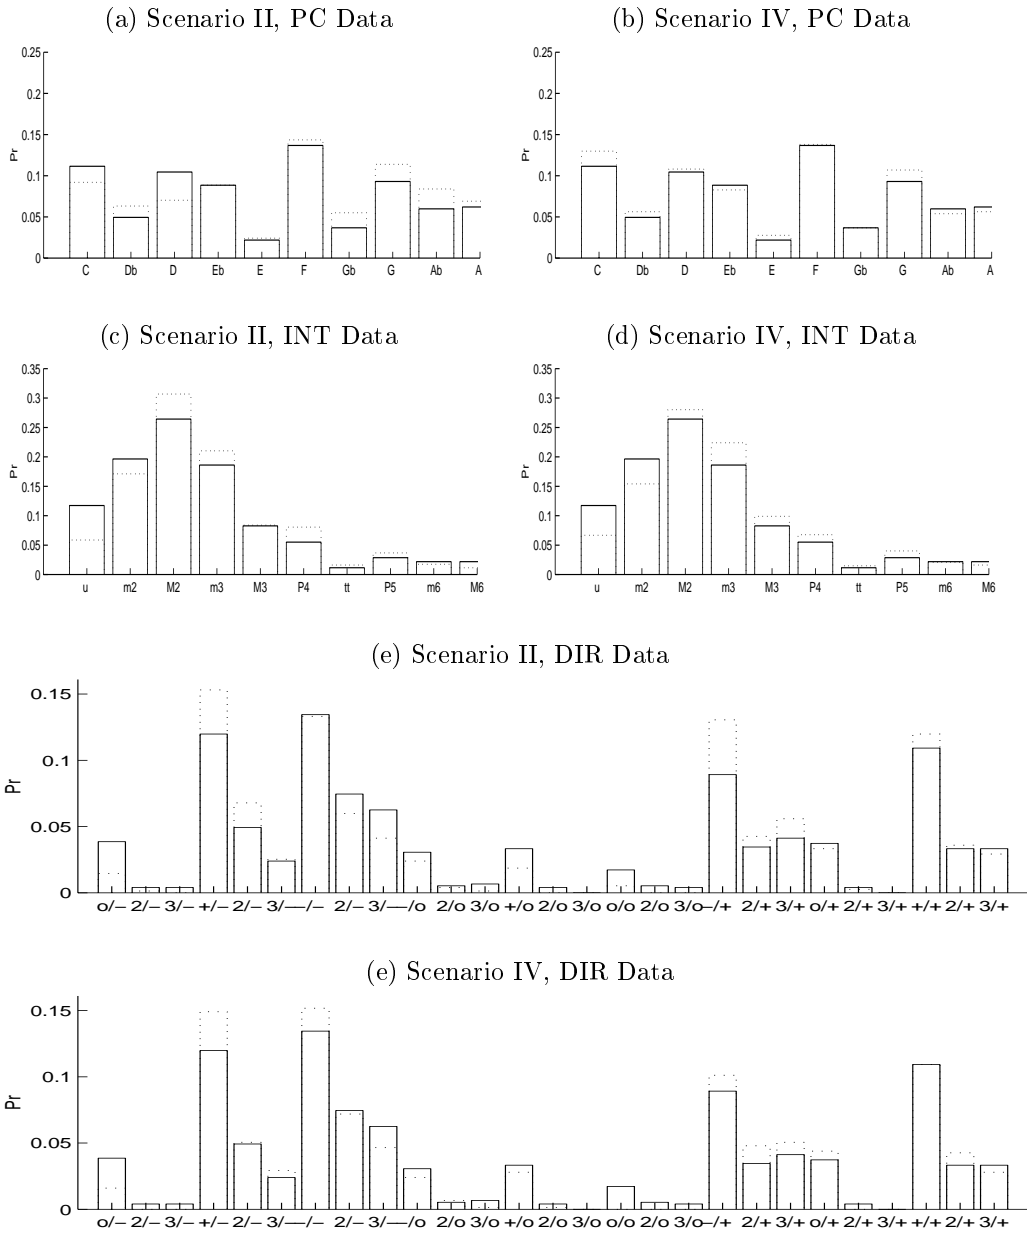 (a) Scenario II, PC Data
(b) Scenario IV, PC Data
0.25
0.2
0.15
0.1
0.05
0
Pr
C Db D Eb E F Gb G Ab A
0.25
0.2
0.15
0.1
0.05
0
Pr
C Db D Eb E F Gb G Ab A
(c) Scenario II, INT Data
(d) Scenario IV, INT Data
0.35
0.3
0.25
0.2
0.15
0.1
0.05
0
Pr
u m2 M2 m3 M3 P4 tt P5 m6 M6
0.35
0.3
0.25
0.2
0.15
0.1
0.05
0
Pr
u m2 M2 m3 M3 P4 tt P5 m6 M6
(e) Scenario II, DIR Data
0.15
0.1
0.05
0
Pr
o/− 2/− 3/− +/− 2/− 3/− −/− 2/− 3/− −/o 2/o 3/o +/o 2/o 3/o o/o 2/o 3/o −/+ 2/+ 3/+ o/+ 2/+ 3/+ +/+ 2/+ 3/+
(e) Scenario IV, DIR Data
0.15
0.1
0.05
0
Pr
o/− 2/− 3/− +/− 2/− 3/− −/− 2/− 3/− −/o 2/o 3/o +/o 2/o 3/o o/o 2/o 3/o −/+ 2/+ 3/+ o/+ 2/+ 3/+ +/+ 2/+ 3/+